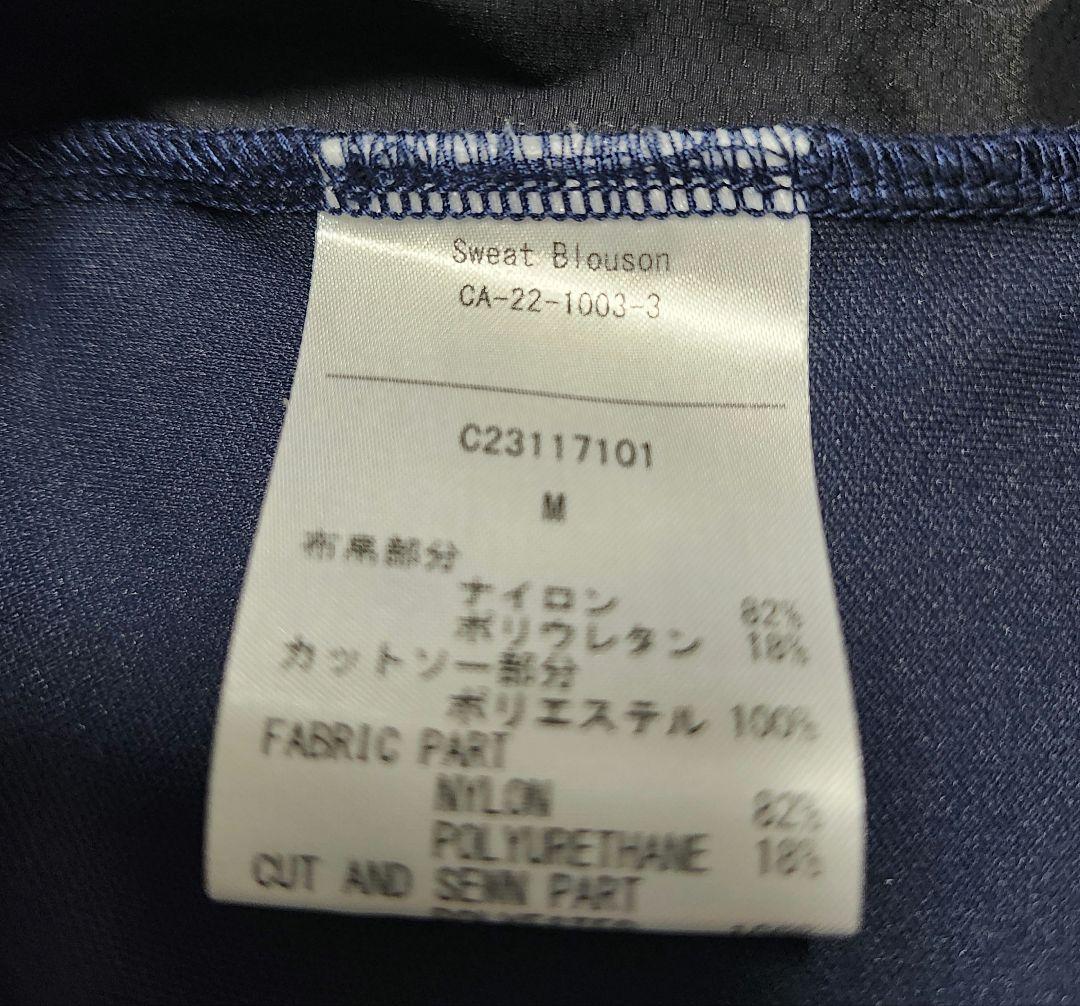 Sweat Blouson
CA-22-1003-3
C23117101
M
布帛部分
ナイロン 82%
ポリウレタン 18%
カットソー部分
ポリエステル 100%
FABRIC PART
NYLON 82%
POLYURETHANE 18%
CUT AND SEWN PART